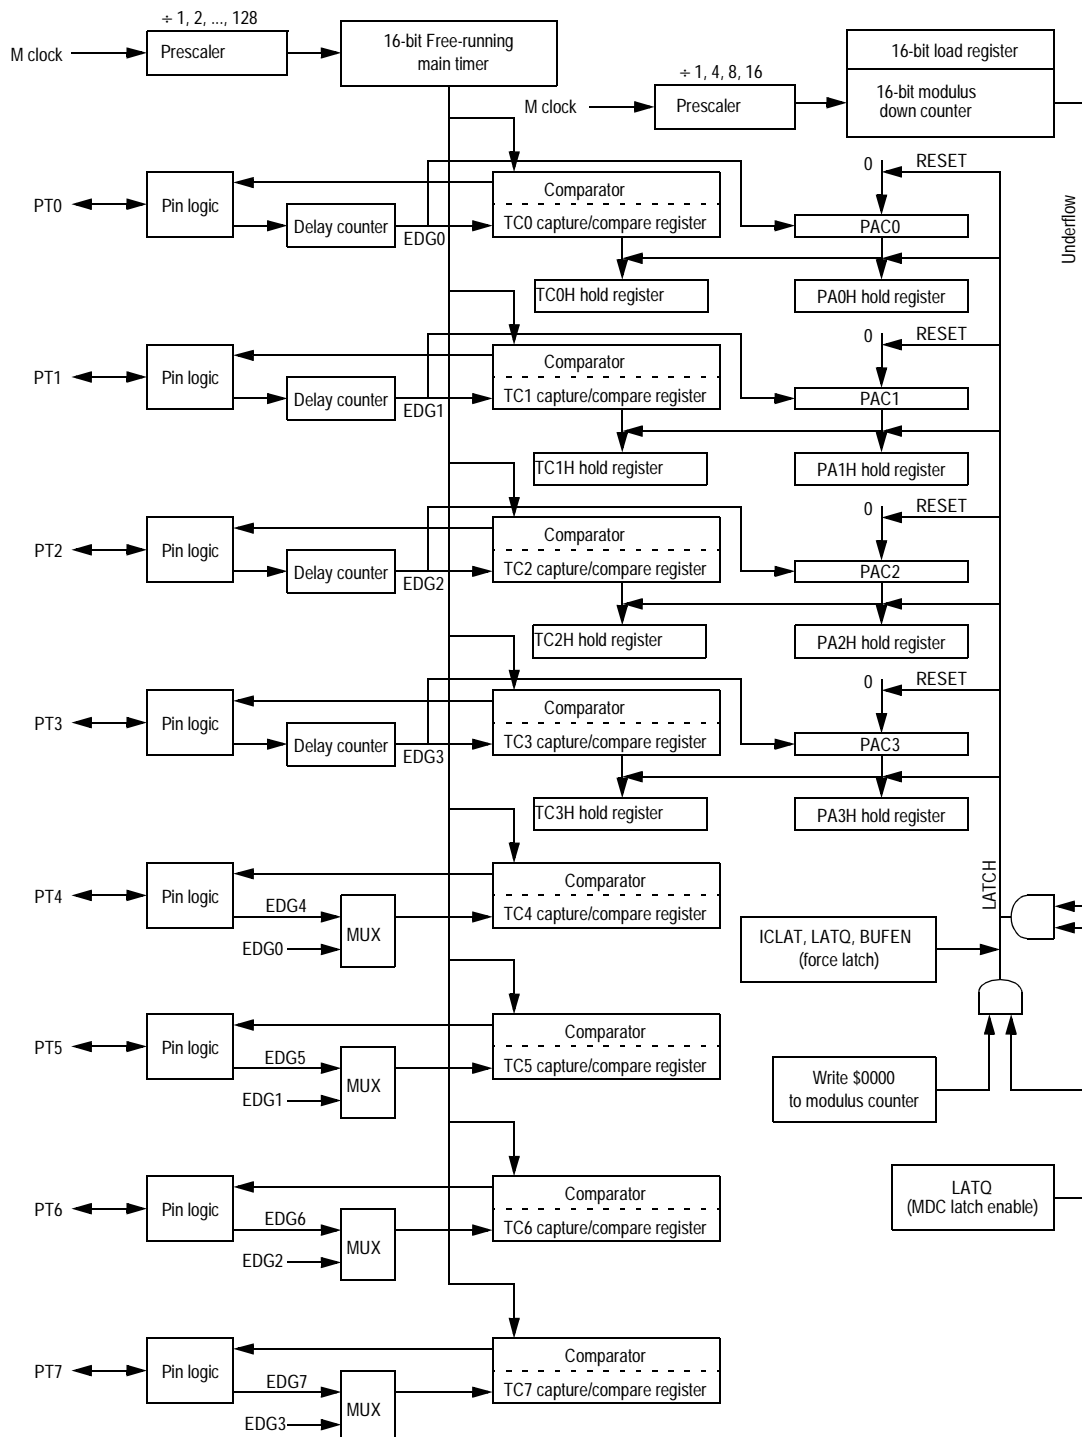 ÷ 1, 2, ..., 128
M clock
Prescaler
16-bit Free-running
main timer
÷ 1, 4, 8, 16
M clock
Prescaler
16-bit load register
16-bit modulus
down counter
Underflow
PT0
Pin logic
Delay counter
EDG0
Comparator
TC0 capture/compare register
0
RESET
PAC0
TC0H hold register
PA0H hold register
PT1
Pin logic
Delay counter
EDG1
Comparator
TC1 capture/compare register
0
RESET
PAC1
TC1H hold register
PA1H hold register
PT2
Pin logic
Delay counter
EDG2
Comparator
TC2 capture/compare register
0
RESET
PAC2
TC2H hold register
PA2H hold register
PT3
Pin logic
Delay counter
EDG3
Comparator
TC3 capture/compare register
0
RESET
PAC3
TC3H hold register
PA3H hold register
LATCH
PT4
Pin logic
EDG4
EDG0
MUX
Comparator
TC4 capture/compare register
ICLAT, LATQ, BUFEN
(force latch)
PT5
Pin logic
EDG5
EDG1
MUX
Comparator
TC5 capture/compare register
Write $0000
to modulus counter
PT6
Pin logic
EDG6
EDG2
MUX
Comparator
TC6 capture/compare register
LATQ
(MDC latch enable)
PT7
Pin logic
EDG7
EDG3
MUX
Comparator
TC7 capture/compare register